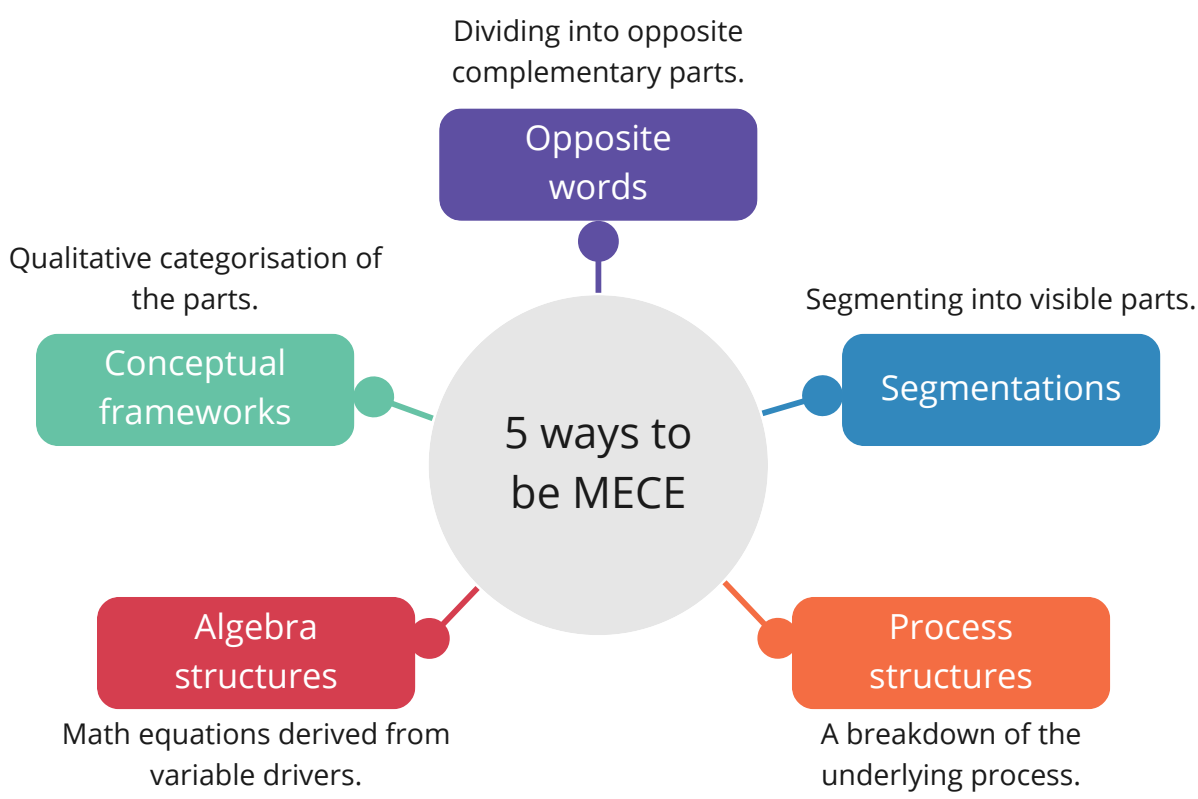 Dividing into opposite
complementary parts.
Opposite
words
Qualitative categorisation of
the parts.
Conceptual
frameworks
Segmenting into visible parts.
Segmentations
5 ways to
be MECE
Algebra
structures
Math equations derived from
variable drivers.
Process
structures
A breakdown of the
underlying process.